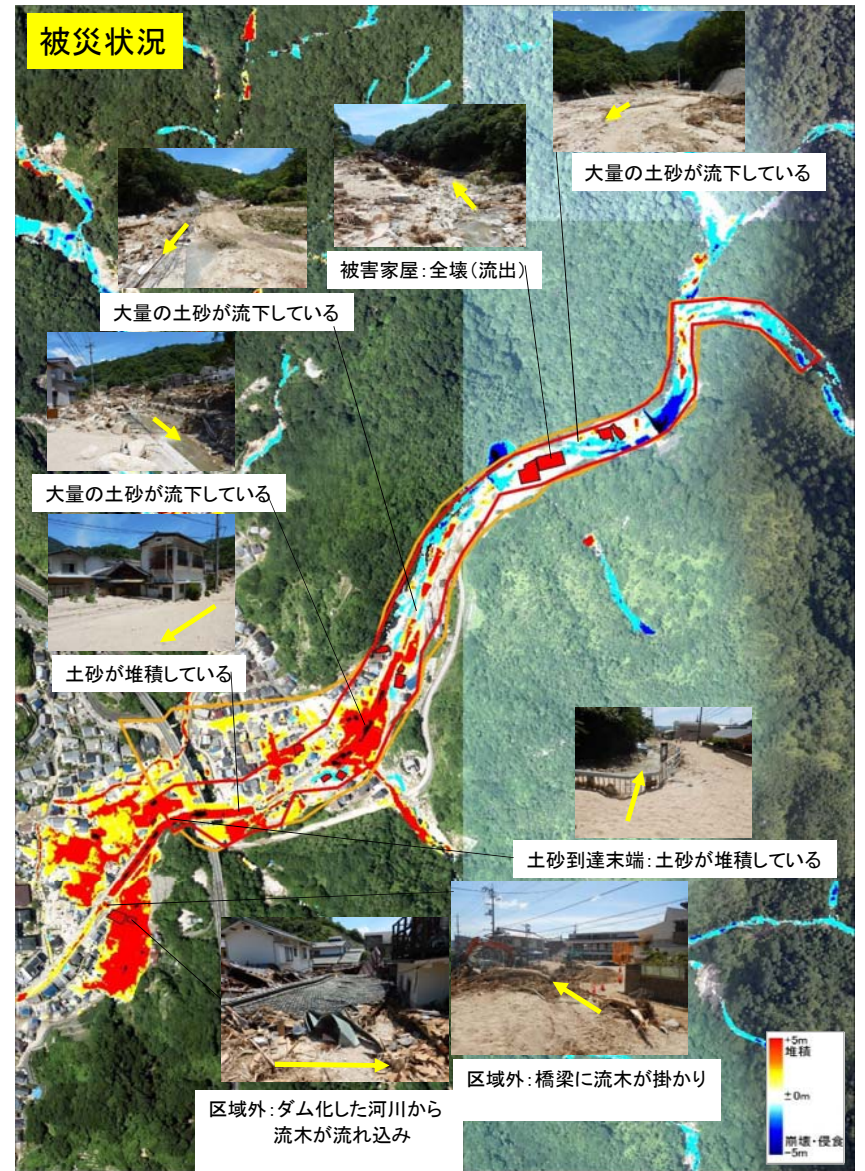 被災状況
大量の土砂が流下している
被害家屋：全壊（流出）
大量の土砂が流下している
大量の土砂が流下している
土砂が堆積している
土砂到達末端：土砂が堆積している
区域外：橋梁に流木が掛かり
区域外：ダム化した河川から
流木が流れ込み
+5m
堆積
±0m
崩壊・侵食
-5m